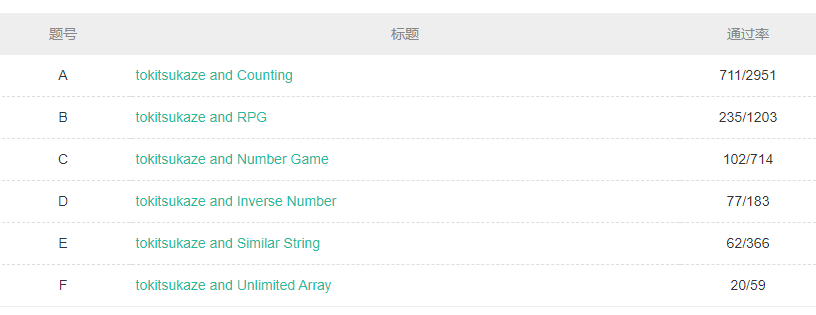 题号 标题 通过率
A tokitsukaze and Counting 711/2951
B tokitsukaze and RPG 235/1203
C tokitsukaze and Number Game 102/714
D tokitsukaze and Inverse Number 77/183
E tokitsukaze and Similar String 62/366
F tokitsukaze and Unlimited Array 20/59